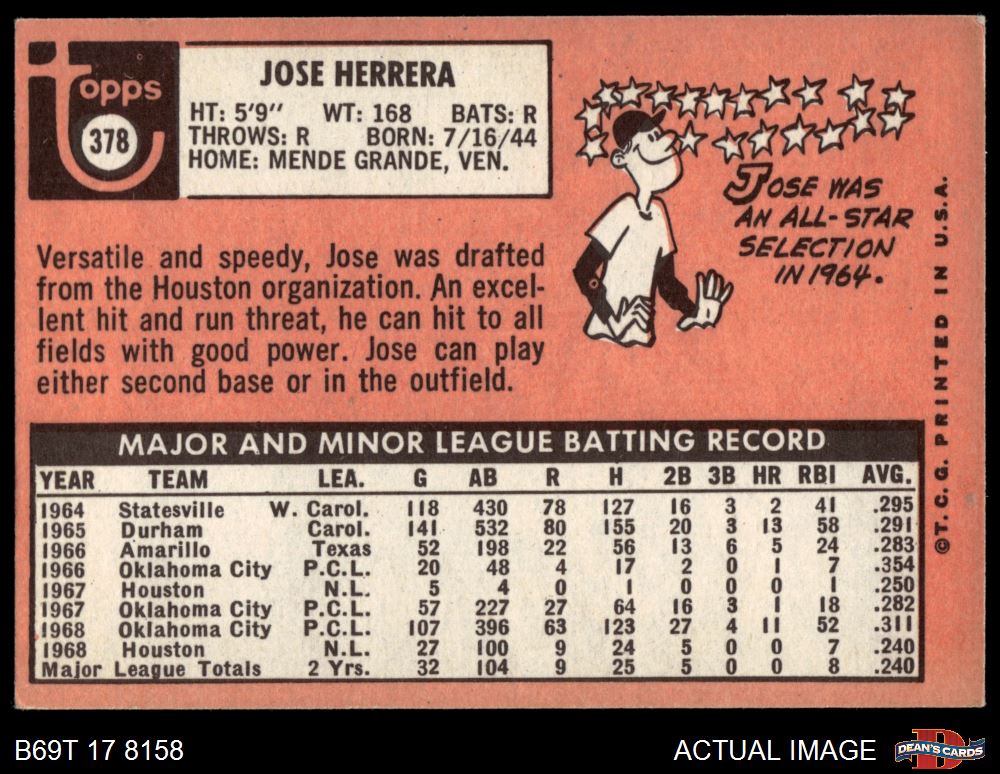 Topps
378
JOSE HERRERA
HT: 5'9" WT: 168 BATS: R
THROWS: R BORN: 7/16/44
HOME: MENDE GRANDE, VEN.
JOSE WAS
AN ALL-STAR
SELECTION
IN 1964.
Versatile and speedy, Jose was drafted
from the Houston organization. An excel-
lent hit and run threat, he can hit to all
fields with good power. Jose can play
either second base or in the outfield.
©T.C.G. PRINTED IN U.S.A.
MAJOR AND MINOR LEAGUE BATTING RECORD
YEAR TEAM LEA. G AB R H 2B 3B HR RBI AVG.
1964 Statesville W. Carol. 118 430 78 127 16 3 2 41 .295
1965 Durham Carol. 141 532 80 155 20 3 13 58 .291
1966 Amarillo Texas 52 198 22 56 13 6 5 24 .283
1966 Oklahoma City P.C.L. 20 48 4 17 2 0 1 7 .354
1967 Houston N.L. 5 4 0 1 0 0 0 1 .250
1967 Oklahoma City P.C.L. 57 227 27 64 16 3 1 18 .282
1968 Oklahoma City P.C.L. 107 396 63 123 27 4 11 52 .311
1968 Houston N.L. 27 100 9 24 5 0 0 7 .240
Major League Totals 2 Yrs. 32 104 9 25 5 0 0 8 .240
B69T 17 8158
ACTUAL IMAGE
D
DEAN'S CARDS